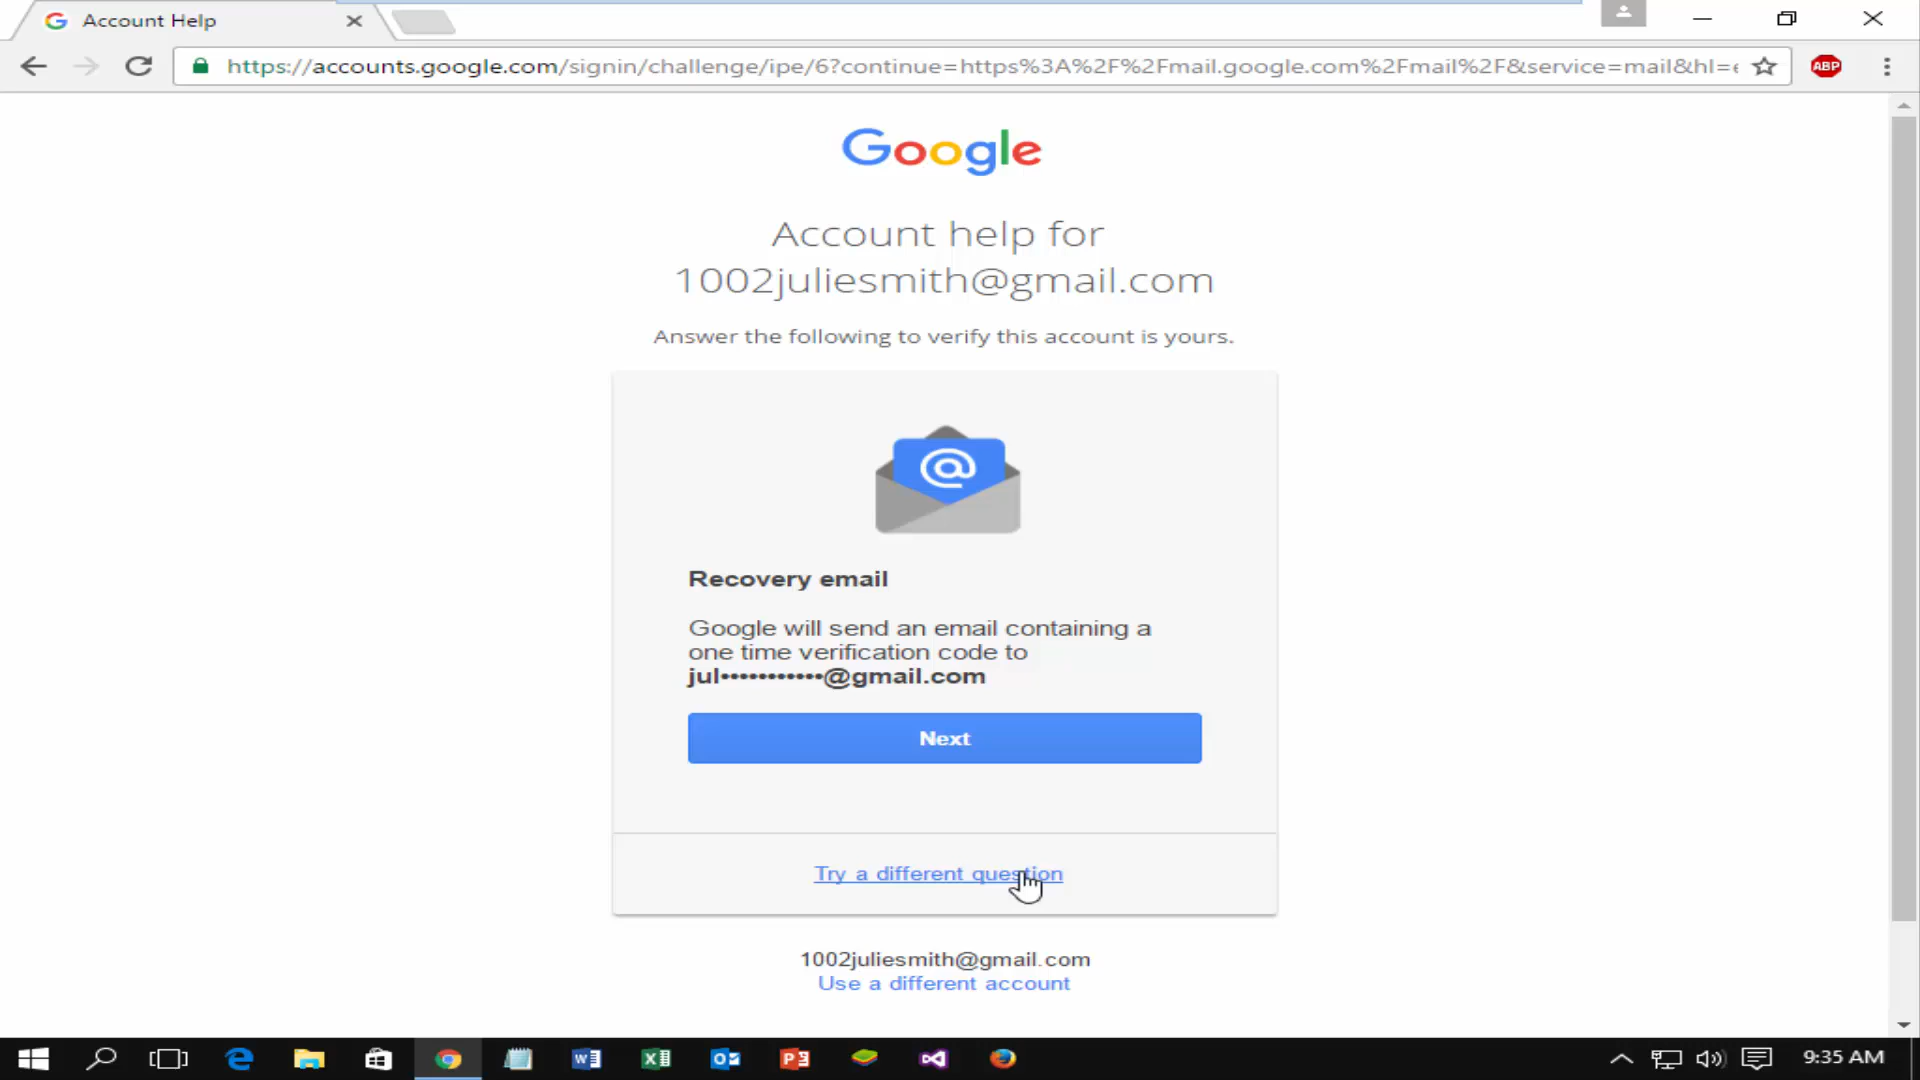 Account Help
https://accounts.google.com/signin/challenge/ipe/6?continue=https%3A%2F%2Fmail.google.com%2Fmail%2F&service=mail&hl=e
ABP
Google
Account help for
1002juliesmith@gmail.com
Answer the following to verify this account is yours.
@
Recovery email
Google will send an email containing a
one time verification code to
jul•••••••••••@gmail.com
Next
Try a different question
1002juliesmith@gmail.com
Use a different account
9:35 AM